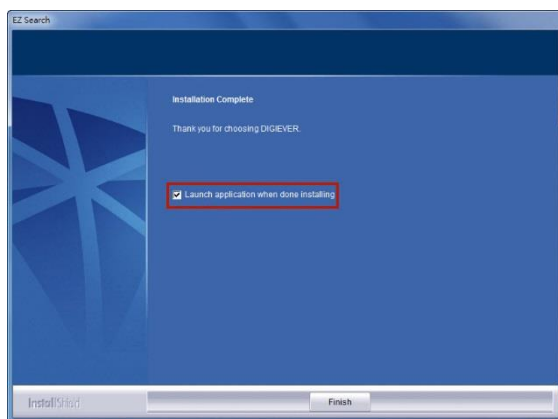 EZ Search
Installation Complete
Thank you for choosing DIGIEVER.
Launch application when done installing
InstallShield
Finish